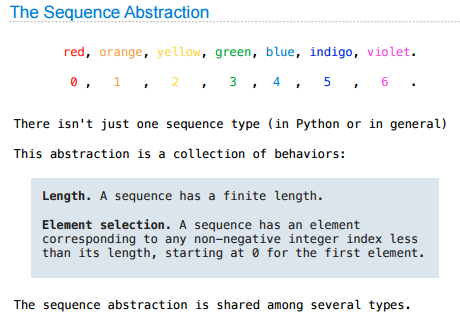 The Sequence Abstraction
red, orange, yellow, green, blue, indigo, violet.
0 , 1 , 2 , 3 , 4 , 5 , 6 .
There isn't just one sequence type (in Python or in general)
This abstraction is a collection of behaviors:
Length. A sequence has a finite length.
Element selection. A sequence has an element
corresponding to any non-negative integer index less
than its length, starting at 0 for the first element.
The sequence abstraction is shared among several types.